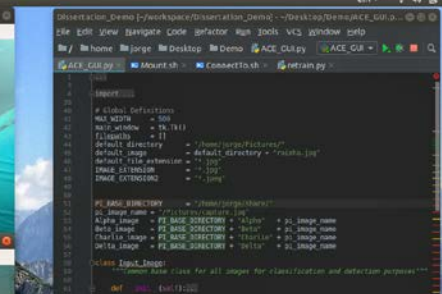 Dissertation_Demo [~/workspace/Dissertation_Demo] - ~/Desktop/Demo/ACE_GUI.p...
File Edit View Navigate Code Refactor Run Tools VCS Window Help
home jorge Desktop Demo ACE_GUI.py ACE_GUI
ACE_GUI.py Mount.sh ConnectTo.sh retrain.py
import ...
# Global Definitions
MAX_WIDTH = 500
main_window = tk.Tk()
filepaths = []
default_directory = "/home/jorge/Pictures/"
default_image = default_directory +
default_file_extension = "*.jpg"
IMAGE_EXTENSION = "*.jpg"
IMAGE_EXTENSION2 = "*.jpeg"
PI_BASE_DIRECTORY = "/home/jorge/share/"
pi_image_name = "/Pictures/capture.jpg"
Alpha_image = PI_BASE_DIRECTORY + "Alpha" + pi_image_name
Beta_image = PI_BASE_DIRECTORY + "Beta" + pi_image_name
Charlie_image = PI_BASE_DIRECTORY + "Charlie" + pi_image_name
Delta_image = PI_BASE_DIRECTORY + "Delta" + pi_image_name
class Input_Image:
"""Common base class for all images for classification and detection purposes"""
def __init__(self):...